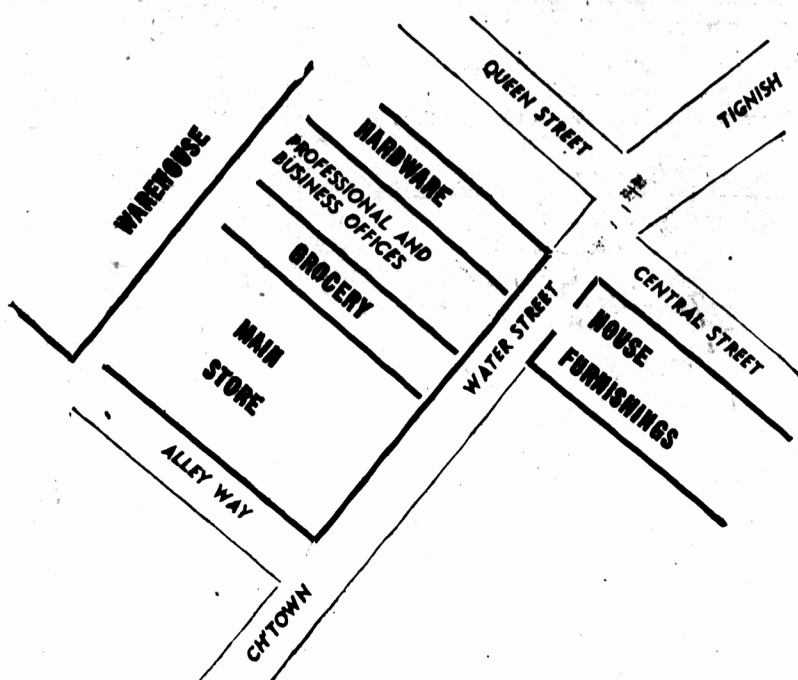 QUEEN STREET
TIGNISH
WAREHOUSE
HARDWARE
PROFESSIONAL AND
BUSINESS OFFICES
GROCERY
MAIN
STORE
WATER STREET
CENTRAL STREET
HOUSE
FURNISHINGS
ALLEY WAY
CH'TOWN